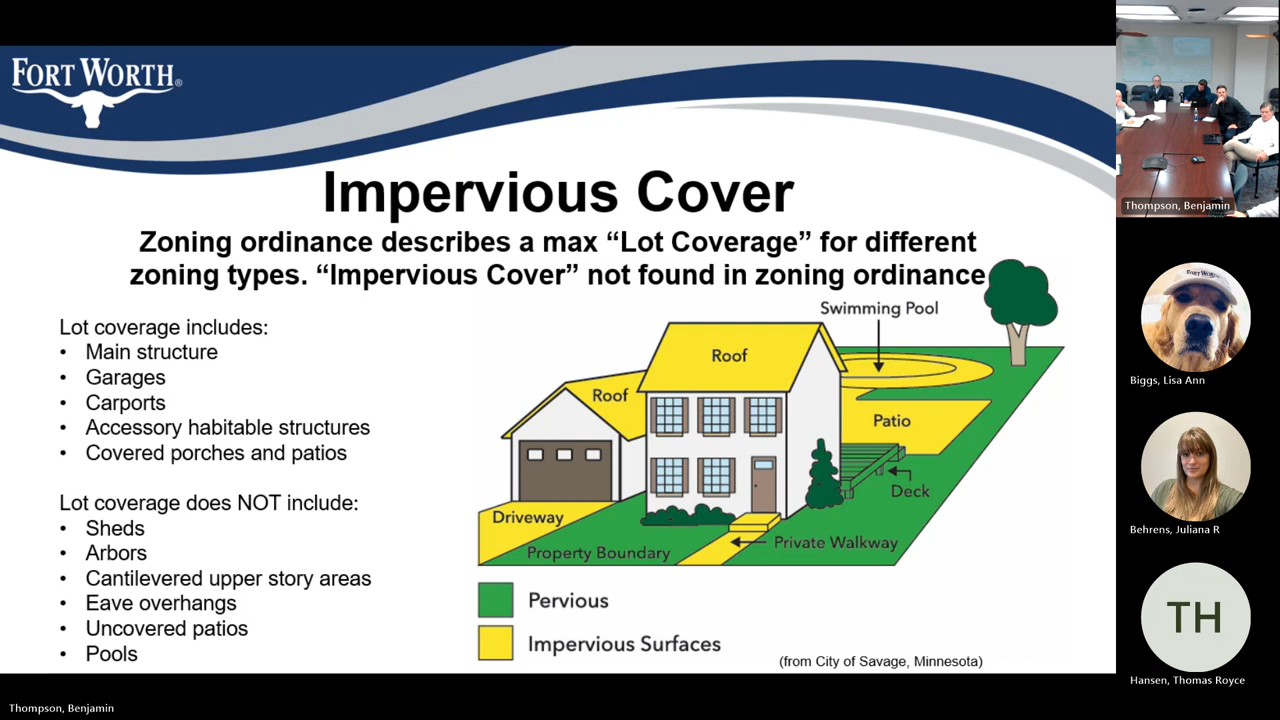 FORT WORTH®
Impervious Cover
Zoning ordinance describes a max “Lot Coverage” for different
zoning types. “Impervious Cover” not found in zoning ordinance
Lot coverage includes:
• Main structure
• Garages
• Carports
• Accessory habitable structures
• Covered porches and patios
Lot coverage does NOT include:
• Sheds
• Arbors
• Cantilevered upper story areas
• Eave overhangs
• Uncovered patios
• Pools
Swimming Pool
Roof
Roof
Patio
Deck
Driveway
Private Walkway
Property Boundary
Pervious
Impervious Surfaces
(from City of Savage, Minnesota)
Thompson, Benjamin
FORT WORTH
Biggs, Lisa Ann
Behrens, Juliana R
TH
Hansen, Thomas Royce
Thompson, Benjamin